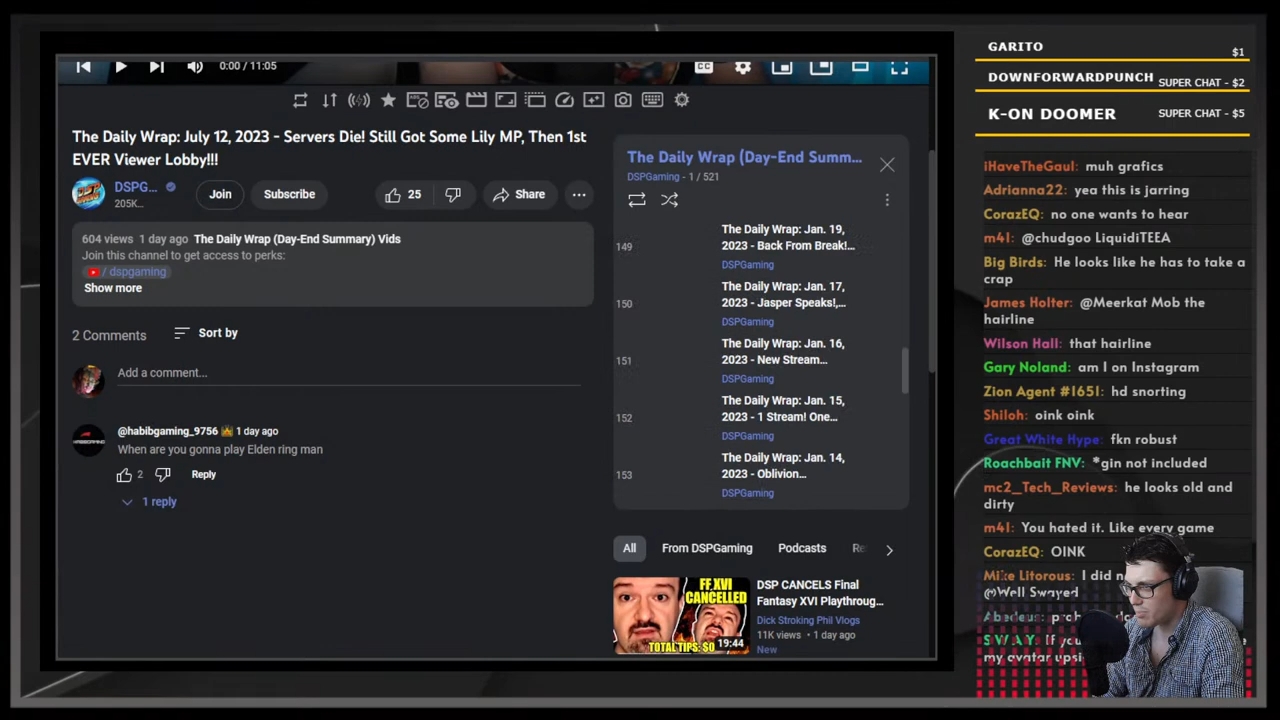 0:00 / 11:05
CC
The Daily Wrap: July 12, 2023 - Servers Die! Still Got Some Lily MP, Then 1st
EVER Viewer Lobby!!!
DSPG...
205K...
Join
Subscribe
25
Share
604 views 1 day ago The Daily Wrap (Day-End Summary) Vids
Join this channel to get access to perks:
/ dspgaming
Show more
2 Comments
Sort by
Add a comment...
@habibgaming_9756 1 day ago
When are you gonna play Elden ring man
2
Reply
1 reply
The Daily Wrap (Day-End Summ...
DSPGaming - 1 / 521
149
The Daily Wrap: Jan. 19,
2023 - Back From Break!...
DSPGaming
150
The Daily Wrap: Jan. 17,
2023 - Jasper Speaks!,...
DSPGaming
151
The Daily Wrap: Jan. 16,
2023 - New Stream...
DSPGaming
152
The Daily Wrap: Jan. 15,
2023 - 1 Stream! One...
DSPGaming
153
The Daily Wrap: Jan. 14,
2023 - Oblivion...
DSPGaming
All
From DSPGaming
Podcasts
Re
FF XVI
CANCELLED
TOTAL TIPS: $0
19:44
DSP CANCELS Final
Fantasy XVI Playthroug...
Dick Stroking Phil Vlogs
11K views • 1 day ago
New
GARITO
$1
DOWNFORWARDPUNCH
SUPER CHAT - $2
K-ON DOOMER
SUPER CHAT - $5
iHaveTheGaul: muh grafics
Adrianna22: yea this is jarring
CorazEQ: no one wants to hear
m4l: @chudgoo LiquidiTEEA
Big Birds: He looks like he has to take a
crap
James Holter: @Meerkat Mob the
hairline
Wilson Hall: that hairline
Gary Noland: am I on Instagram
Zion Agent #1651: hd snorting
Shiloh: oink oink
Great White Hype: fkn robust
Roachbait FNV: *gin not included
mc2_Tech_Reviews: he looks old and
dirty
m4l: You hated it. Like every game
CorazEQ: OINK
Mike Litorous: I did
@Well Swayed
Abedeus:
S W A Y: If
my avatar